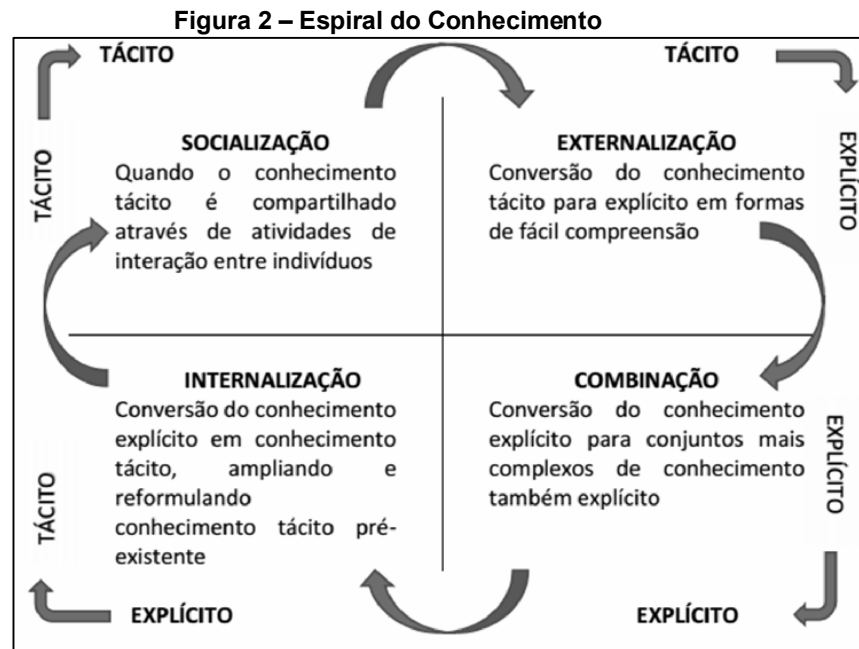 Figura 2 – Espiral do Conhecimento
TÁCITO
TÁCITO
TÁCITO
EXPLÍCITO
SOCIALIZAÇÃO
Quando o conhecimento
tácito é compartilhado
através de atividades de
interação entre indivíduos
EXTERNALIZAÇÃO
Conversão do conhecimento
tácito para explícito em formas
de fácil compreensão
INTERNALIZAÇÃO
Conversão do conhecimento
explícito em conhecimento
tácito, ampliando e
reformulando
conhecimento tácito pré-
existente
COMBINAÇÃO
Conversão do conhecimento
explícito para conjuntos mais
complexos de conhecimento
também explícito
TÁCITO
EXPLÍCITO
EXPLÍCITO
EXPLÍCITO